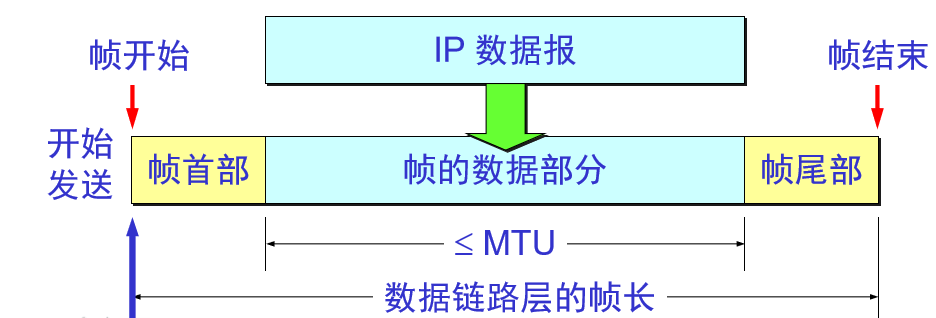 IP 数据报
帧开始
帧结束
开始
发送
帧首部
帧的数据部分
帧尾部
≤ MTU
数据链路层的帧长